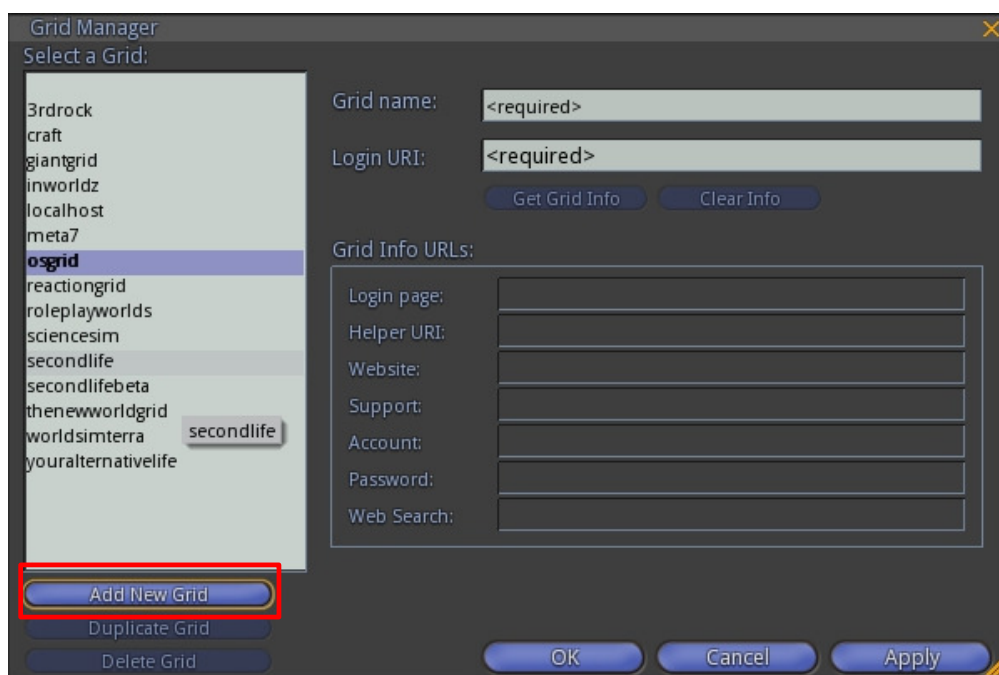 Grid Manager
Select a Grid:
3rdrock
craft
giantgrid
inworldz
localhost
meta7
osgrid
reactiongrid
roleplayworlds
sciencesim
secondlife
secondlifebeta
thenewworldgrid
worldsimterra
youralternativelife
secondlife
Add New Grid
Duplicate Grid
Delete Grid
Grid name:
<required>
Login URI:
<required>
Get Grid Info
Clear Info
Grid Info URLs:
Login page:
Helper URI:
Website:
Support:
Account:
Password:
Web Search:
OK
Cancel
Apply